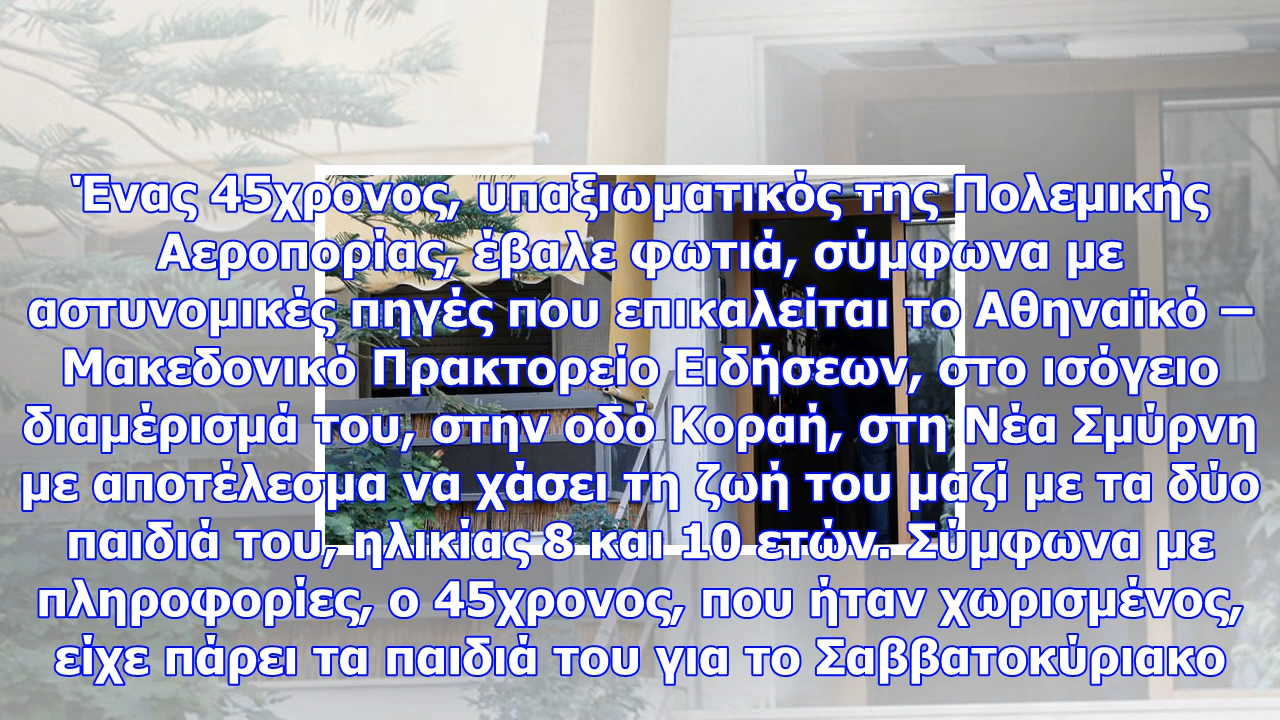 Ένας 45χρονος, υπαξιωματικός της Πολεμικής
Αεροπορίας, έβαλε φωτιά, σύμφωνα με
αστυνομικές πηγές που επικαλείται το Αθηναϊκό –
Μακεδονικό Πρακτορείο Ειδήσεων, στο ισόγειο
διαμέρισμά του, στην οδό Κοραή, στη Νέα Σμύρνη
με αποτέλεσμα να χάσει τη ζωή του μαζί με τα δύο
παιδιά του, ηλικίας 8 και 10 ετών. Σύμφωνα με
πληροφορίες, ο 45χρονος, που ήταν χωρισμένος,
είχε πάρει τα παιδιά του για το Σαββατοκύριακο